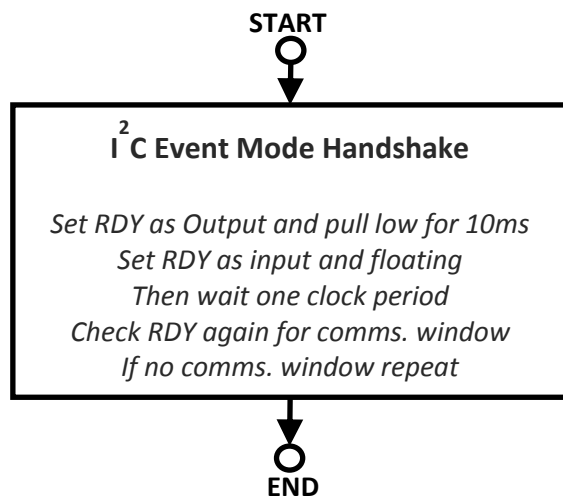 START
I²C Event Mode Handshake
Set RDY as Output and pull low for 10ms
Set RDY as input and floating
Then wait one clock period
Check RDY again for comms. window
If no comms. window repeat
END